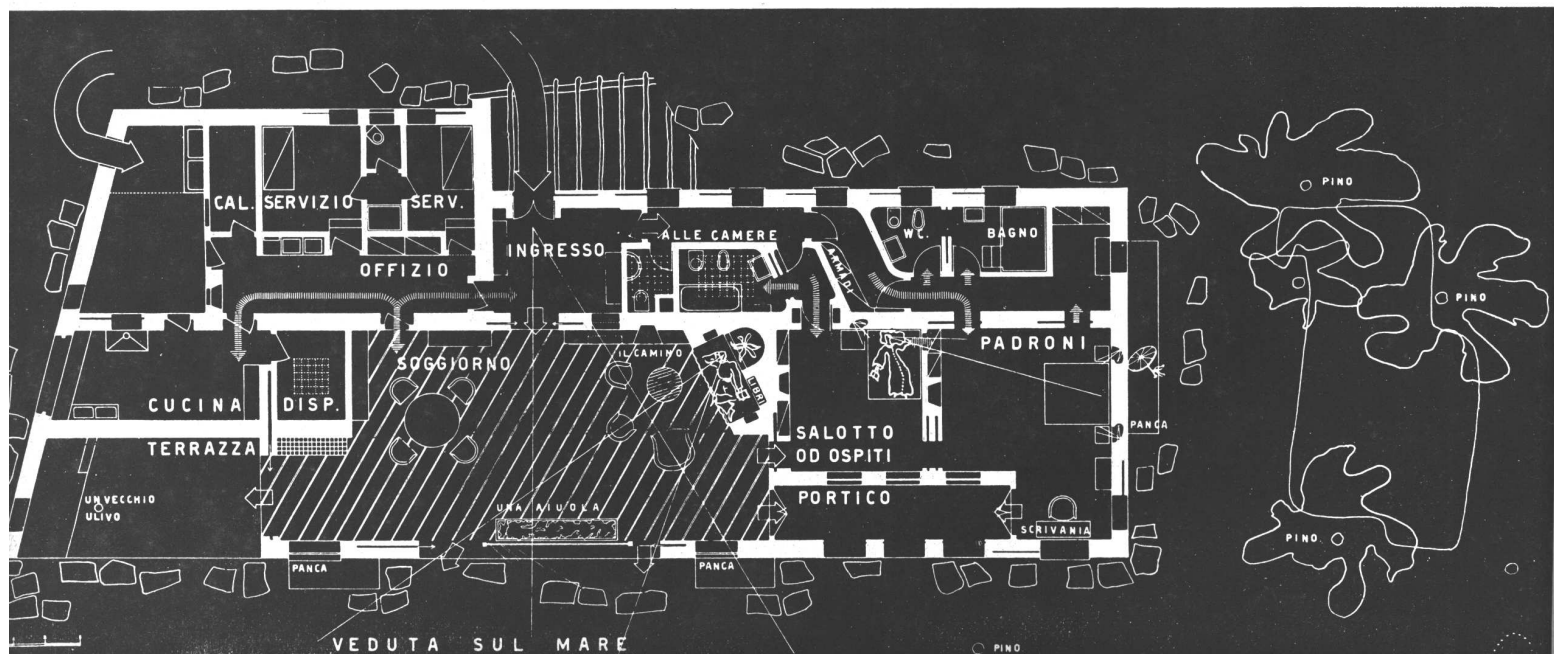 PINO
CAL.
SERVIZIO
SERV.
INGRESSO
ALLE CAMERE
WC.
BAGNO
ARMADI
OFFIZIO
PINO
SOGGIORNO
IL CAMINO
LIBRI
PADRONI
CUCINA
DISP.
PANCA
TERRAZZA
SALOTTO
OD OSPITI
UN VECCHIO
ULIVO
UNA AIUOLA
PORTICO
SCRIVANIA
PINO.
PANCA
PANCA
VEDUTA SUL MARE
PINO